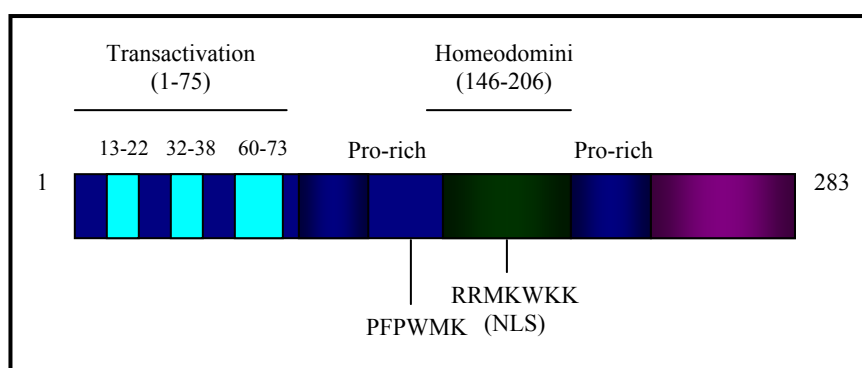 Transactivation
(1-75)
Homeodomini
(146-206)
13-22
32-38
60-73
Pro-rich
Pro-rich
1
283
PFPWMK
RRMKWKK
(NLS)